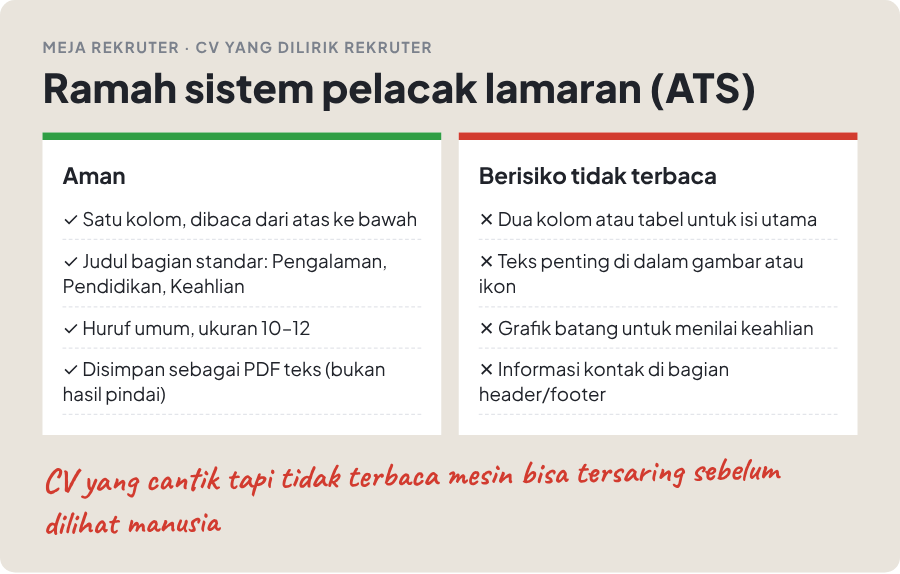 MEJA REKRUTER · CV YANG DILIRIK REKRUTER
Ramah sistem pelacak lamaran (ATS)
Aman
✓ Satu kolom, dibaca dari atas ke bawah
✓ Judul bagian standar: Pengalaman,
Pendidikan, Keahlian
✓ Huruf umum, ukuran 10–12
✓ Disimpan sebagai PDF teks (bukan
hasil pindai)
Berisiko tidak terbaca
✕ Dua kolom atau tabel untuk isi utama
✕ Teks penting di dalam gambar atau
ikon
✕ Grafik batang untuk menilai keahlian
✕ Informasi kontak di bagian
header/footer
CV yang cantik tapi tidak terbaca mesin bisa tersaring sebelum
dilihat manusia